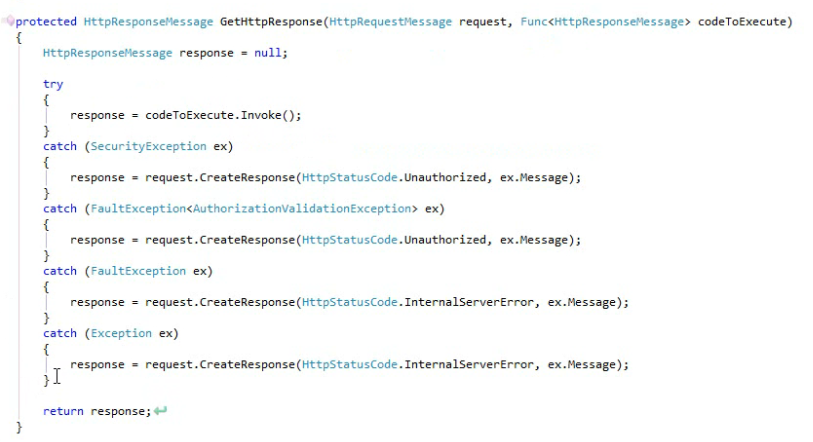 protected HttpResponseMessage GetHttpResponse(HttpRequestMessage request, Func<HttpResponseMessage> codeToExecute)
{
    HttpResponseMessage response = null;

    try
    {
        response = codeToExecute.Invoke();
    }
    catch (SecurityException ex)
    {
        response = request.CreateResponse(HttpStatusCode.Unauthorized, ex.Message);
    }
    catch (FaultException<AuthorizationValidationException> ex)
    {
        response = request.CreateResponse(HttpStatusCode.Unauthorized, ex.Message);
    }
    catch (FaultException ex)
    {
        response = request.CreateResponse(HttpStatusCode.InternalServerError, ex.Message);
    }
    catch (Exception ex)
    {
        response = request.CreateResponse(HttpStatusCode.InternalServerError, ex.Message);
    }

    return response;
}